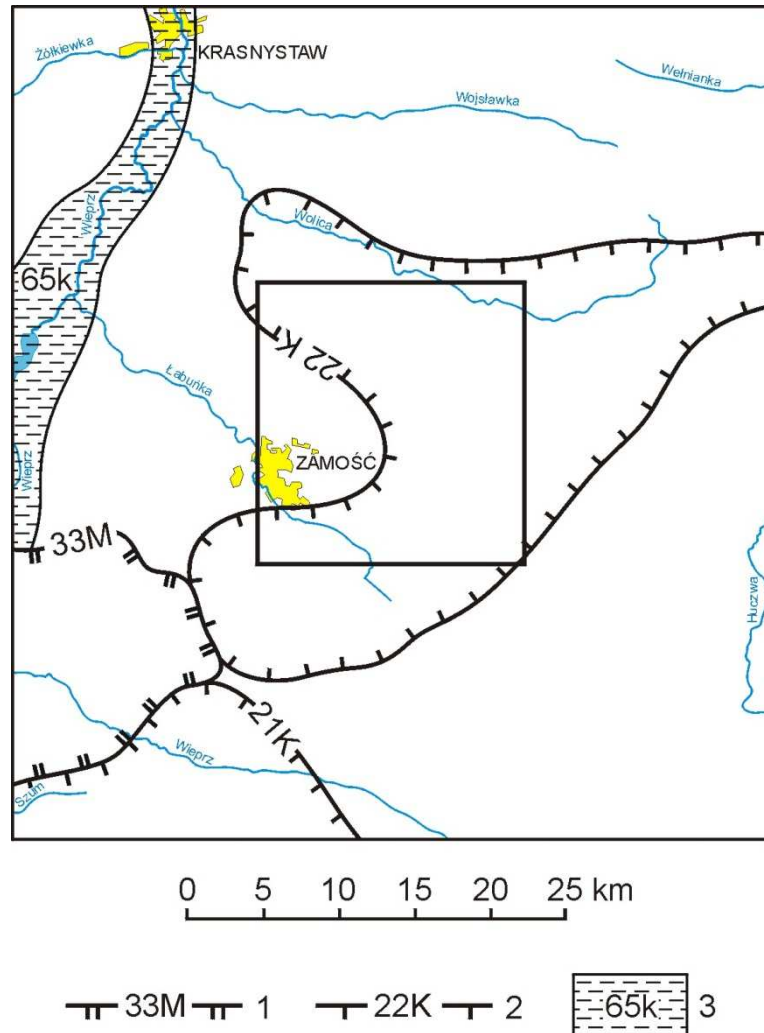 Żółkiewka
KRASNYSTAW
Wełnianka
Wojsławka
Wieprz
Wolica
65k
22 K
Łabuńka
ZAMOŚĆ
Wieprz
33M
Huczwa
21K
Wieprz
Szum
0 5 10 15 20 25 km
33M 1 22K 2 65k 3